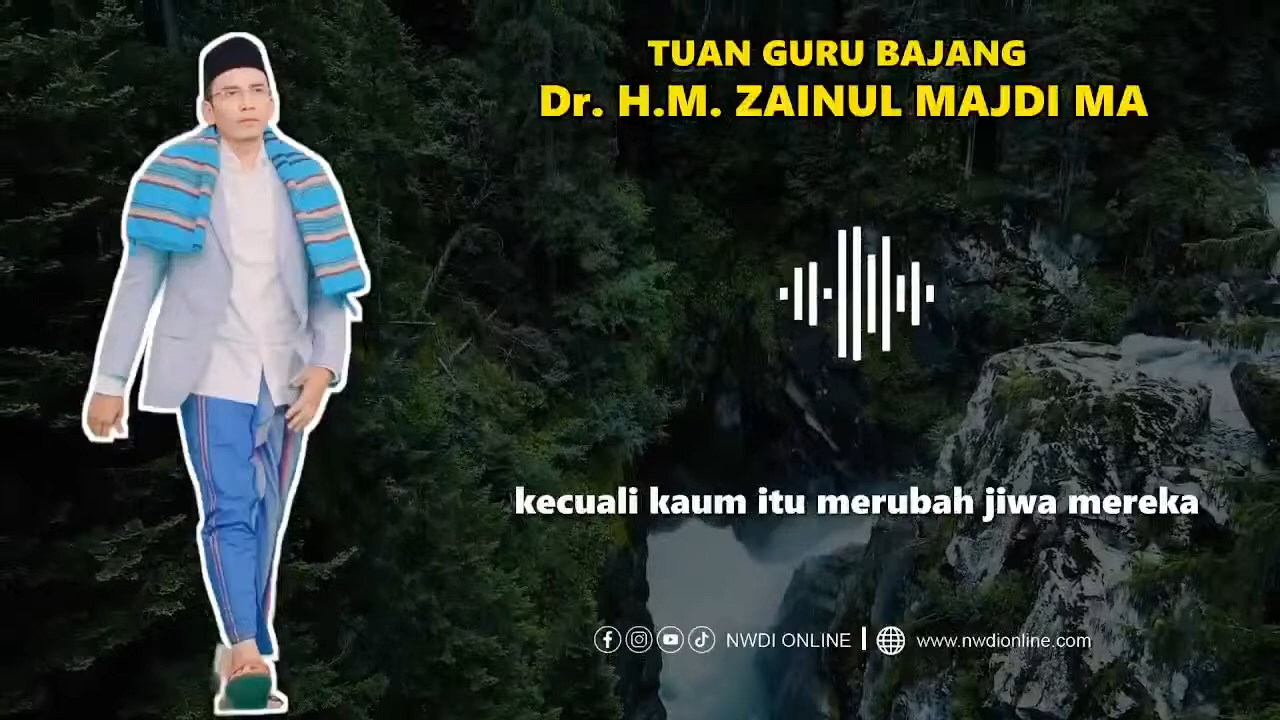 TUAN GURU BAJANG
Dr. H.M. ZAINUL MAJDI MA
kecuali kaum itu merubah jiwa mereka
NWDI ONLINE | www.nwdionline.com